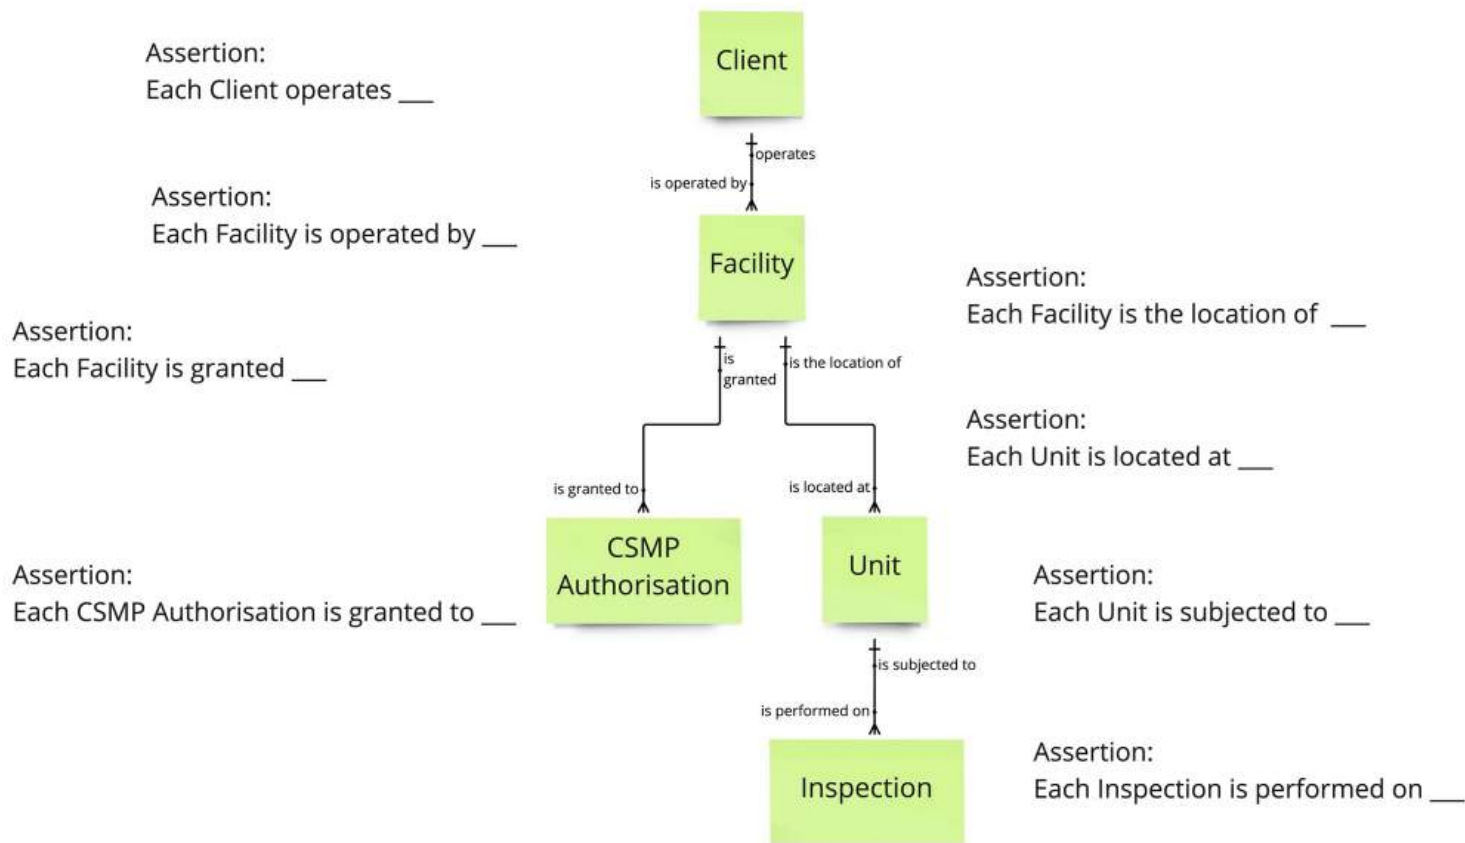 Client
Assertion:
Each Client operates ___
operates
is operated by
Assertion:
Each Facility is operated by ___
Facility
Assertion:
Each Facility is the location of ___
Assertion:
Each Facility is granted ___
is
granted
is the location of
Assertion:
Each Unit is located at ___
is granted to
is located at
CSMP
Authorisation
Unit
Assertion:
Each CSMP Authorisation is granted to ___
Assertion:
Each Unit is subjected to ___
is subjected to
is performed on
Assertion:
Each Inspection is performed on ___
Inspection